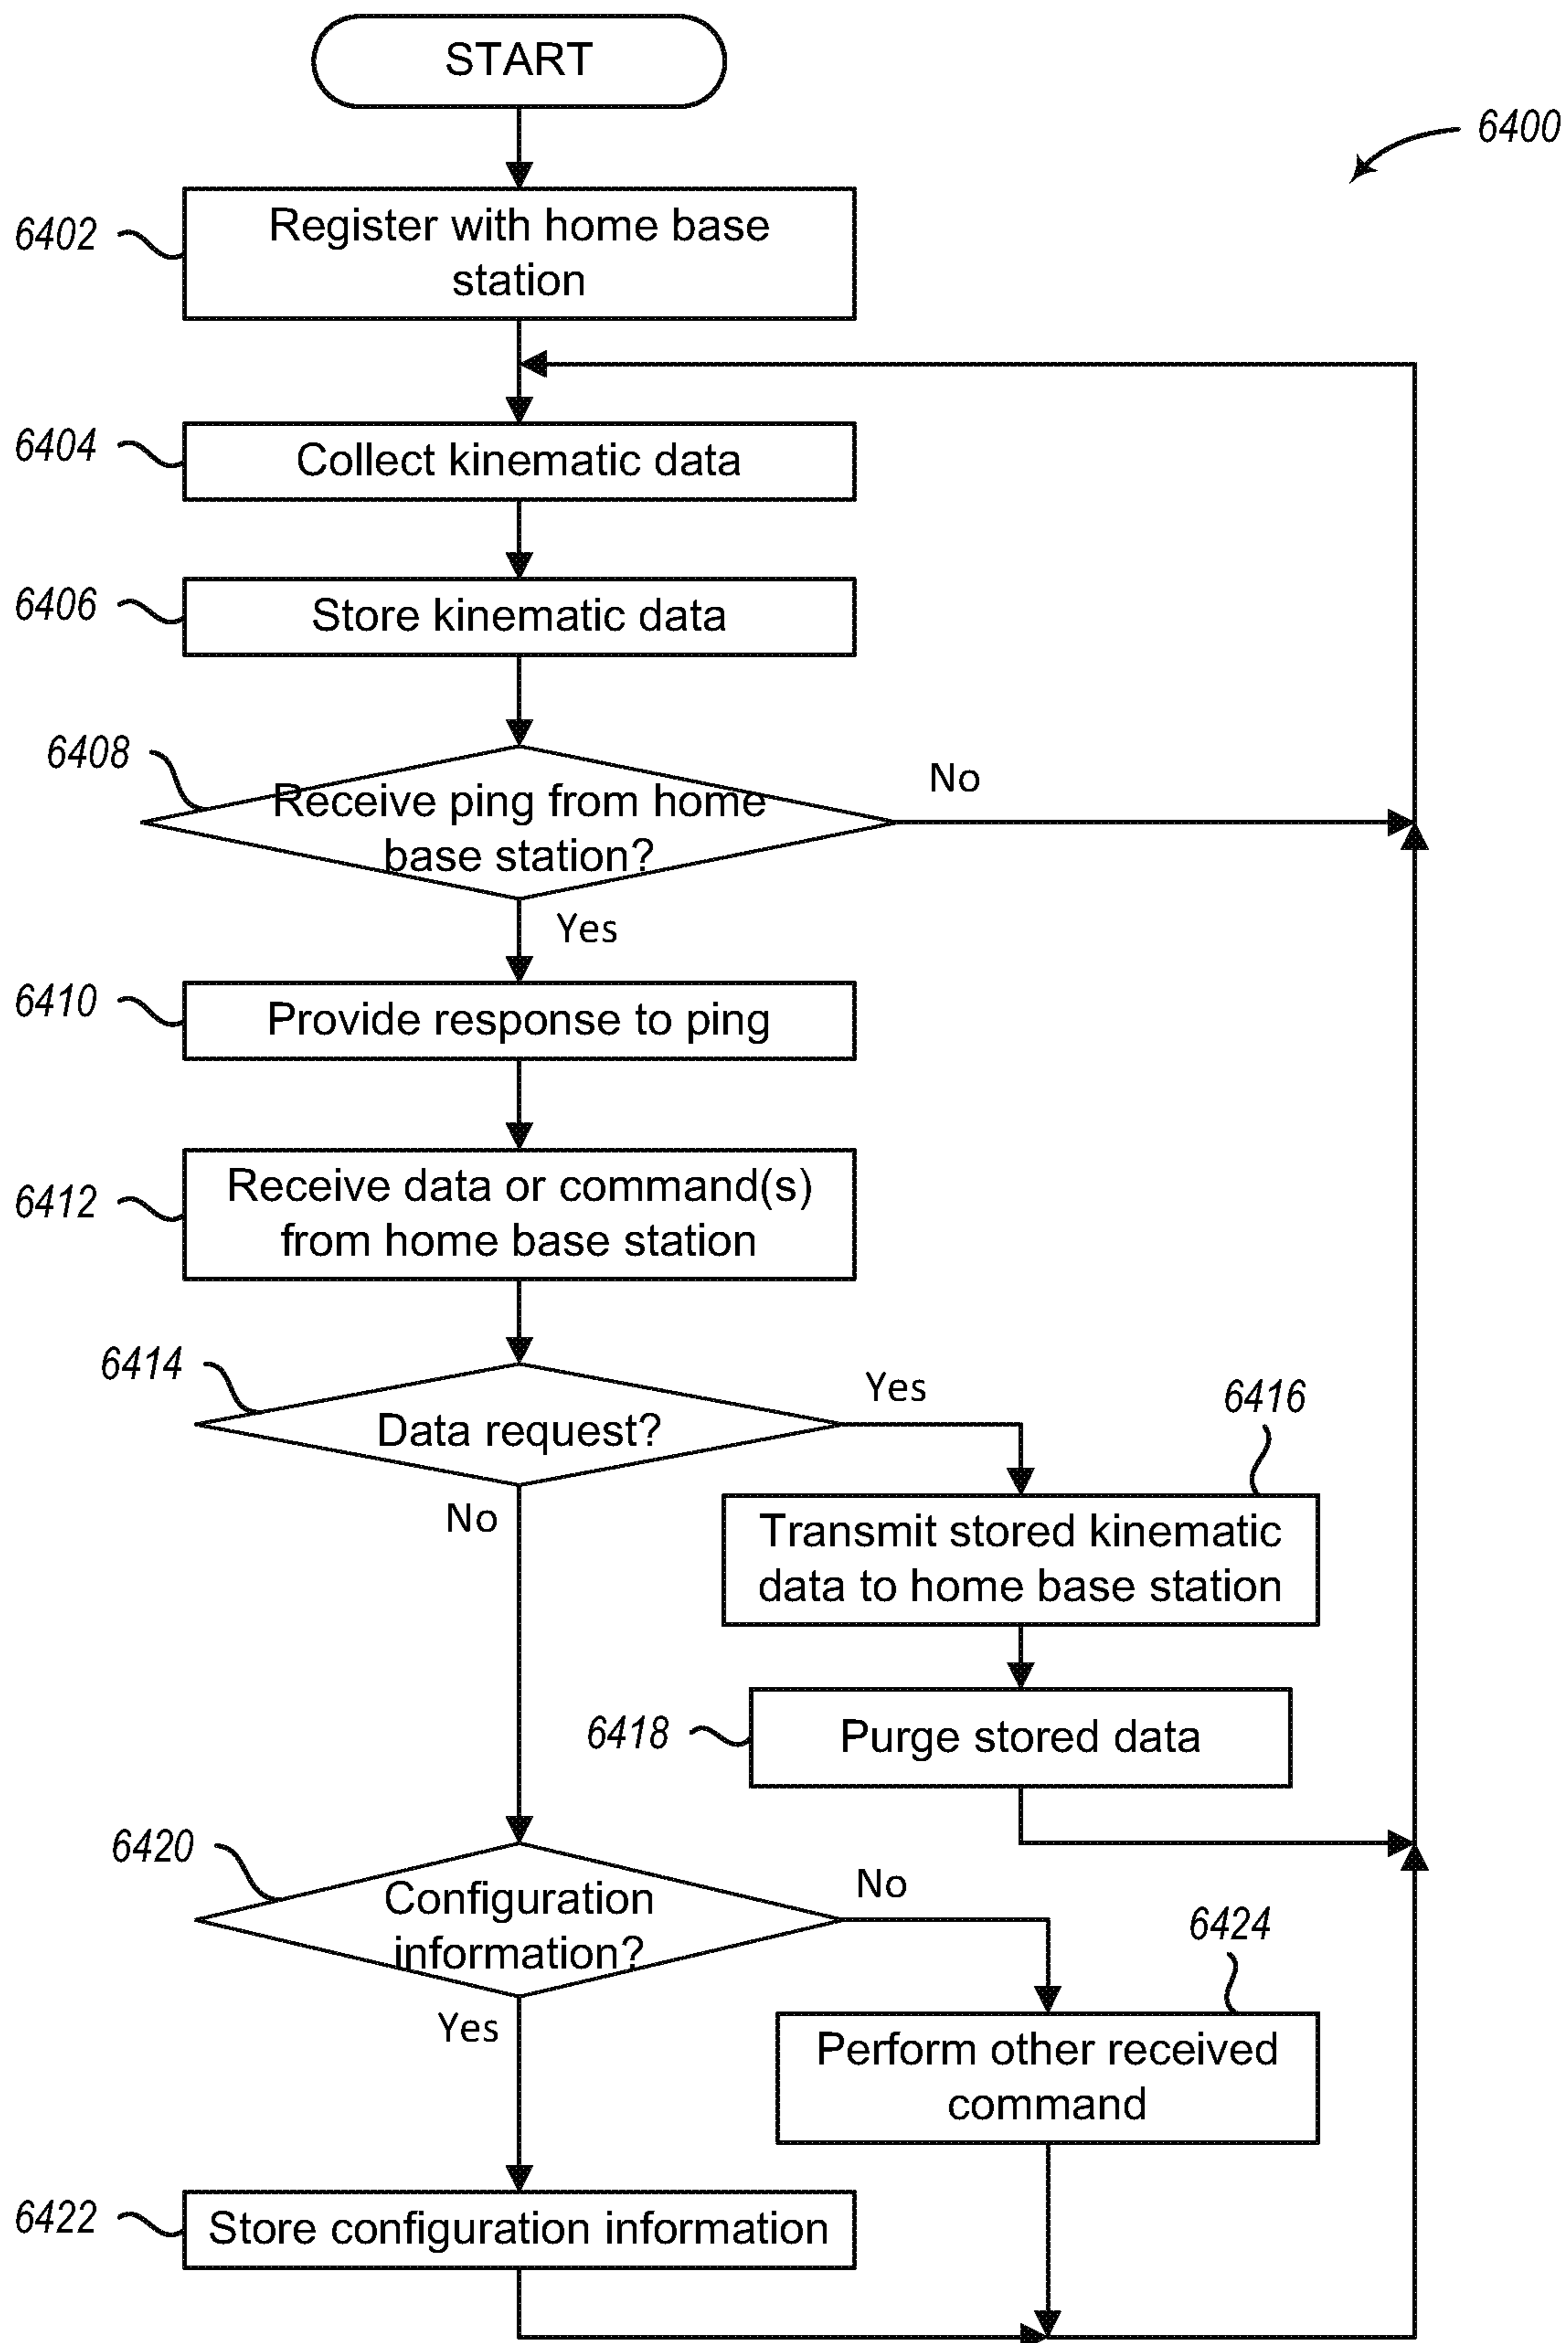 START
6400
6402
Register with home base
station
6404
Collect kinematic data
6406
Store kinematic data
6408
Receive ping from home
base station?
No
Yes
6410
Provide response to ping
6412
Receive data or command(s)
from home base station
6414
Data request?
Yes
No
6416
Transmit stored kinematic
data to home base station
6418
Purge stored data
6420
Configuration
information?
No
Yes
6424
Perform other received
command
6422
Store configuration information